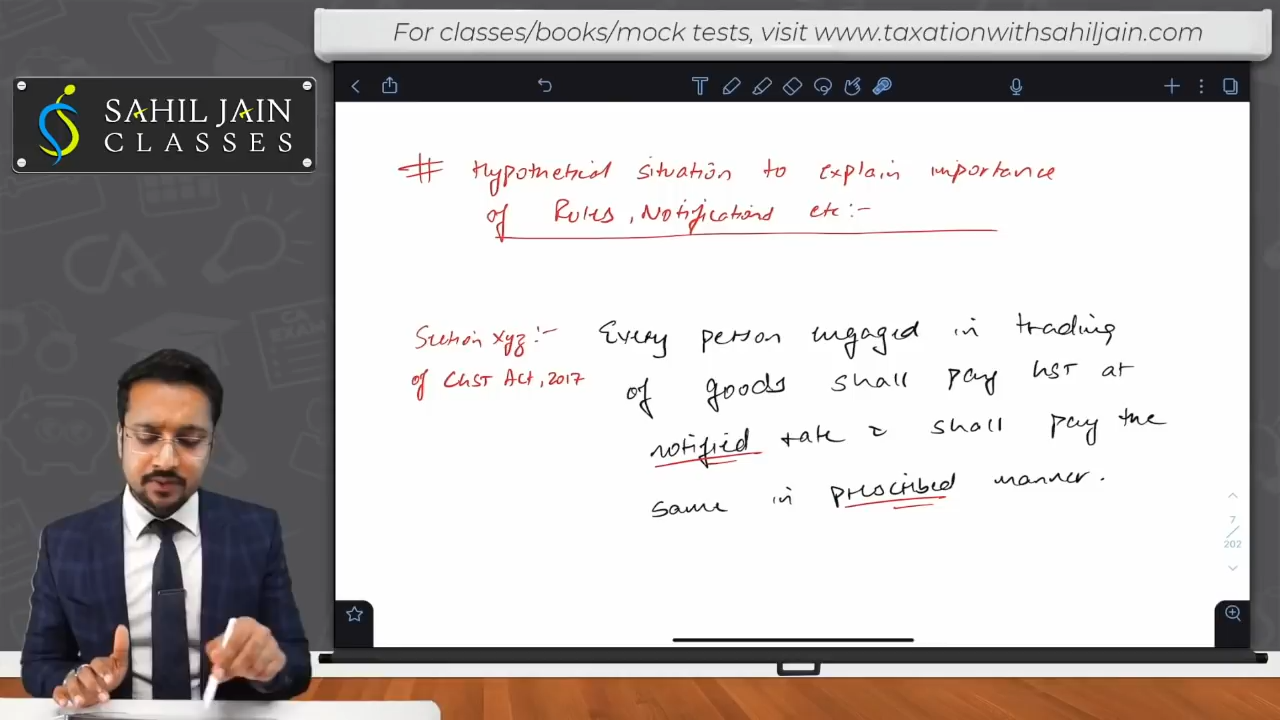 For classes/books/mock tests, visit www.taxationwithsahiljain.com
SAHIL JAIN
CLASSES
# Hypothetical situation to explain importance
of Rules, Notifications etc:-
Section xyz:- Every person engaged in trading
of CGST Act, 2017 of goods shall pay GST at
notified rate & shall pay the
same in prescribed manner.
7
202